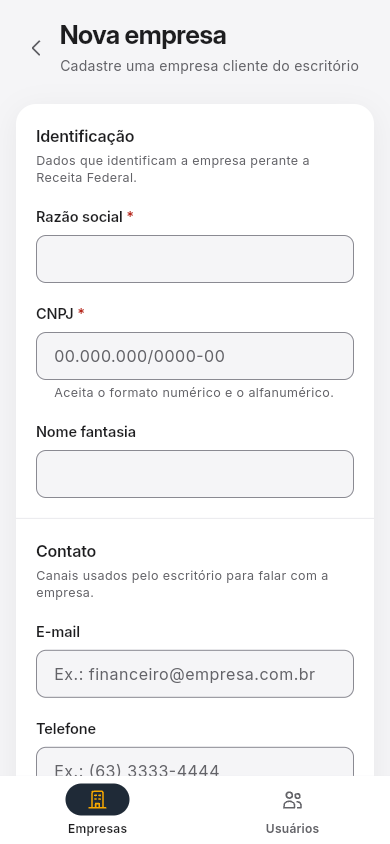 Nova empresa
Cadastre uma empresa cliente do escritório
Identificação
Dados que identificam a empresa perante a
Receita Federal.
Razão social *
CNPJ *
00.000.000/0000-00
Aceita o formato numérico e o alfanumérico.
Nome fantasia
Contato
Canais usados pelo escritório para falar com a
empresa.
E-mail
Ex.: financeiro@empresa.com.br
Telefone
Ex.: (63) 3333-4444
Empresas
Usuários